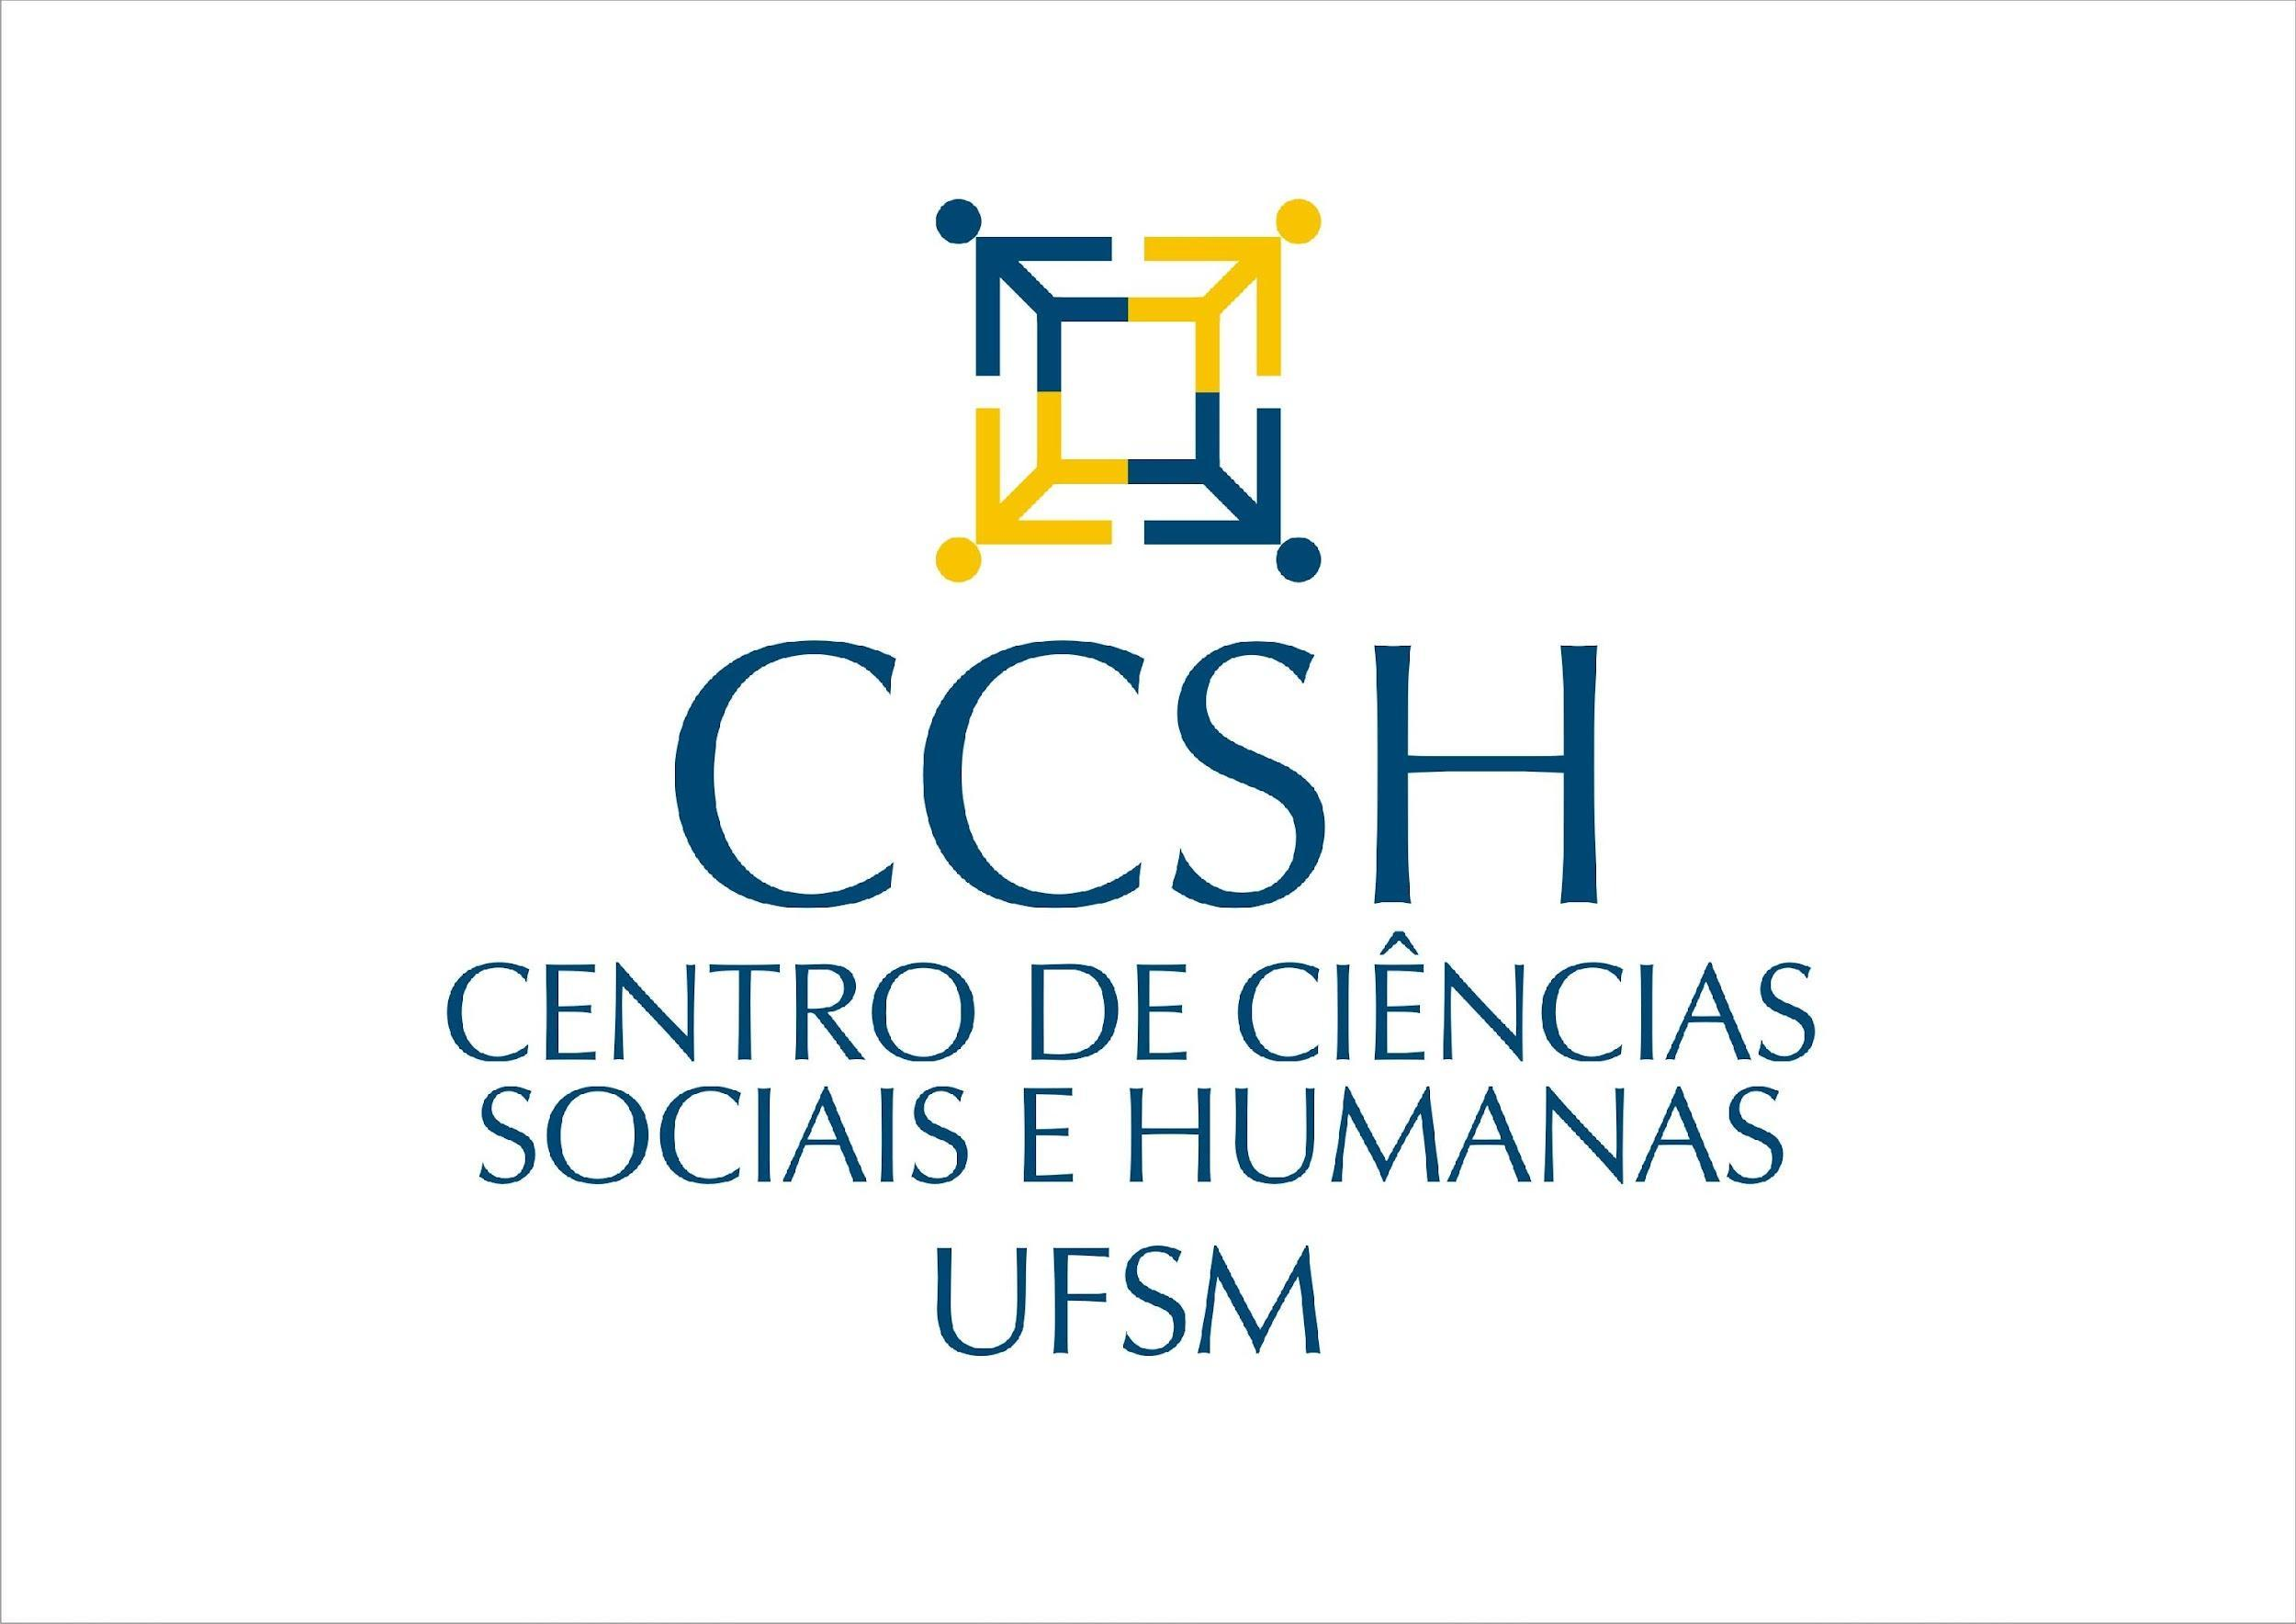 CCSH
CENTRO DE CIÊNCIAS
SOCIAIS E HUMANAS
UFSM